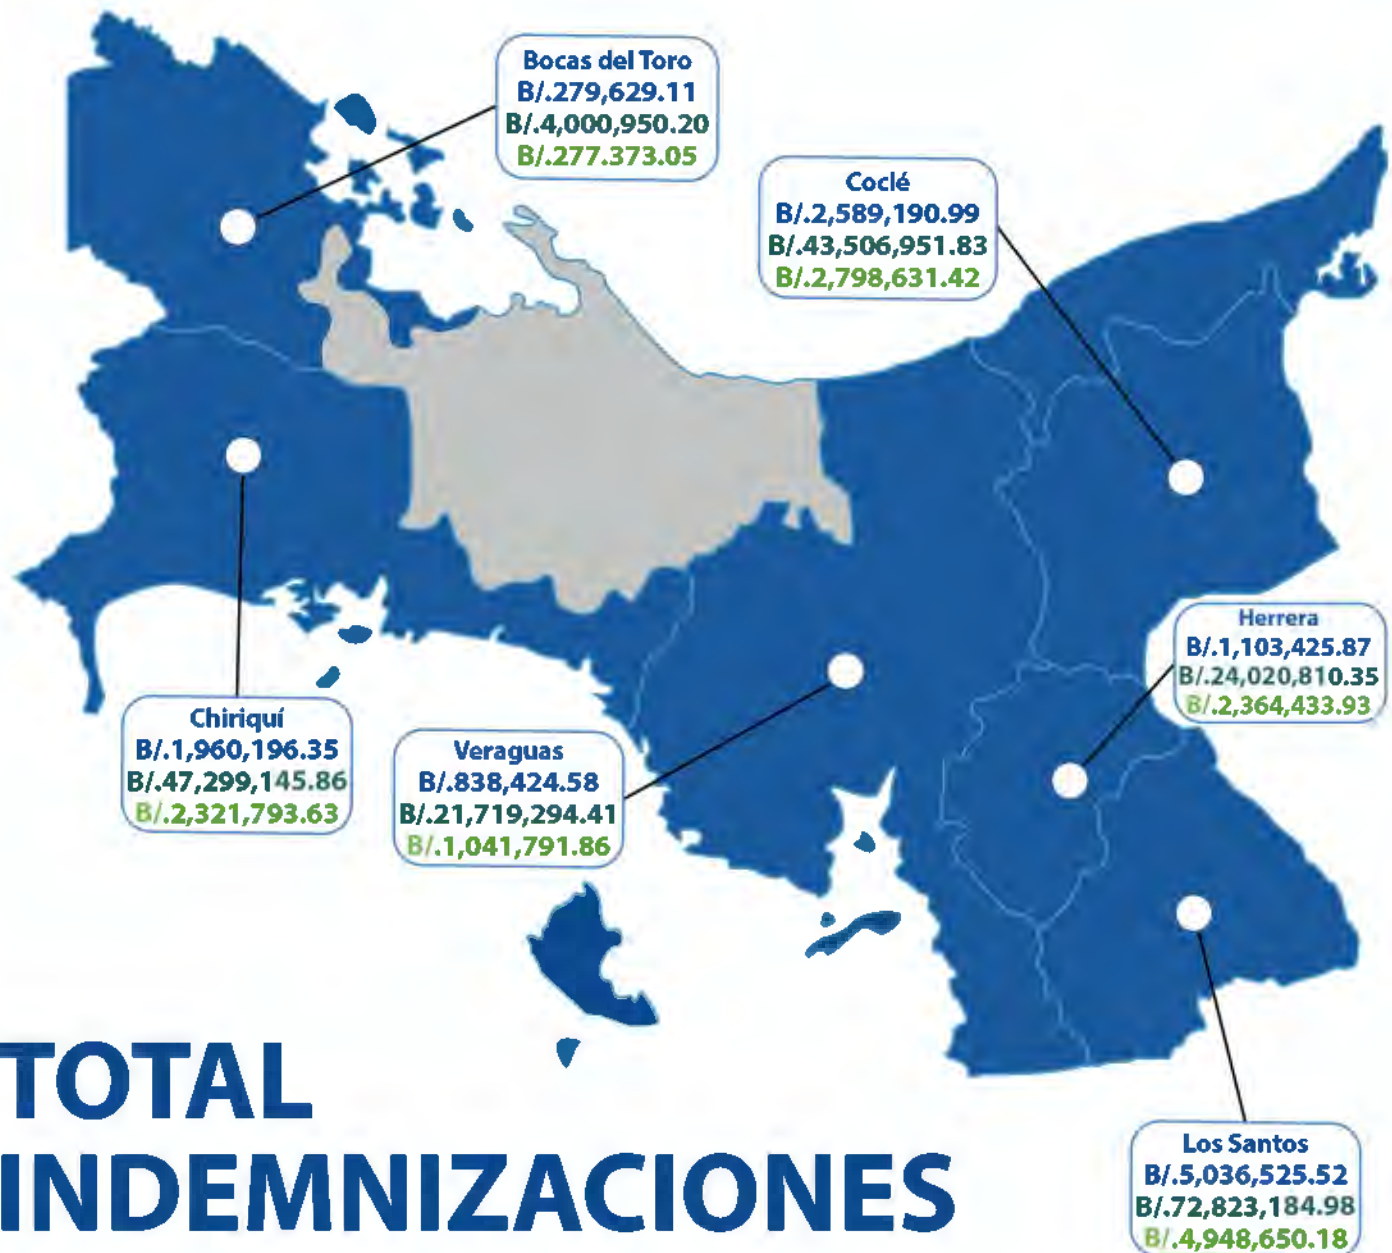 Bocas del Toro
B/.279,629.11
B/.4,000,950.20
B/.277.373.05
Coclé
B/.2,589,190.99
B/.43,506,951.83
B/.2,798,631.42
Herrera
B/.1,103,425.87
B/.24,020,810.35
B/.2,364,433.93
Chiriquí
B/.1,960,196.35
B/.47,299,145.86
B/.2,321,793.63
Veraguas
B/.838,424.58
B/.21,719,294.41
B/.1,041,791.86
Los Santos
B/.5,036,525.52
B/.72,823,184.98
B/.4,948,650.18
TOTAL
INDEMNIZACIONES